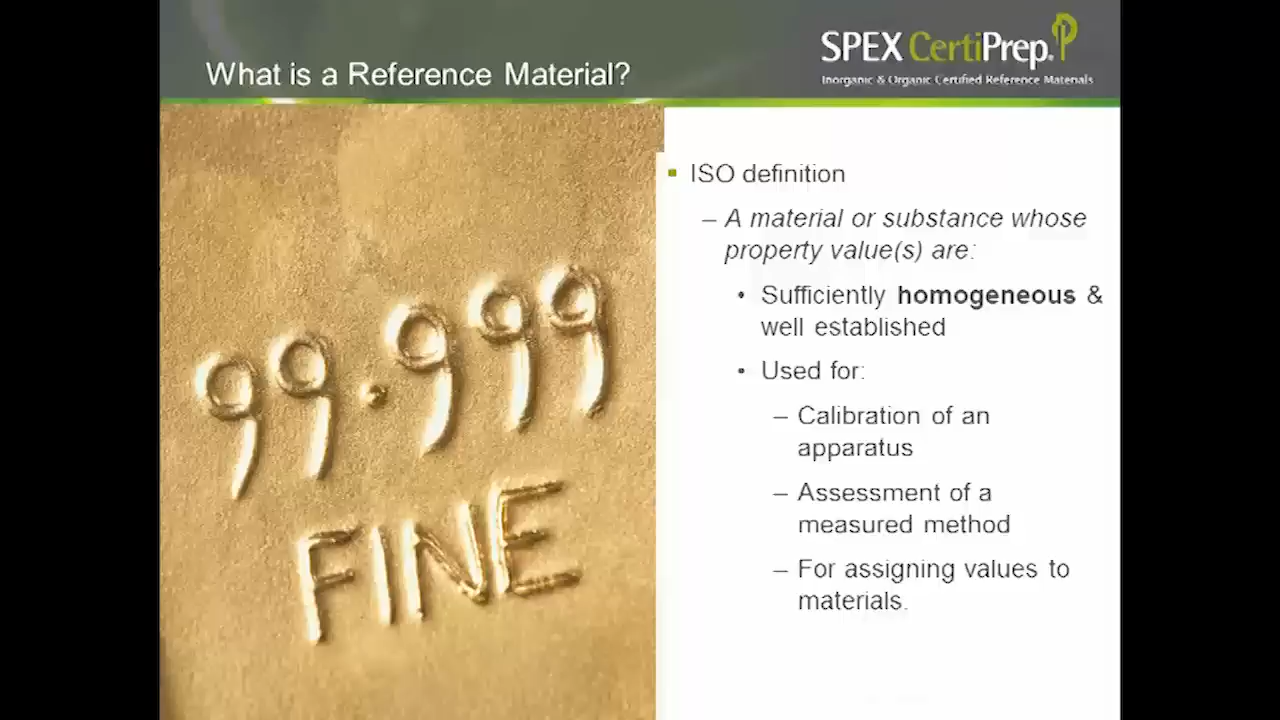 What is a Reference Material?
SPEX CertiPrep.
Inorganic & Organic Certified Reference Materials
99.999
FINE
ISO definition
– A material or substance whose
property value(s) are:
• Sufficiently homogeneous &
well established
• Used for:
– Calibration of an
apparatus
– Assessment of a
measured method
– For assigning values to
materials.